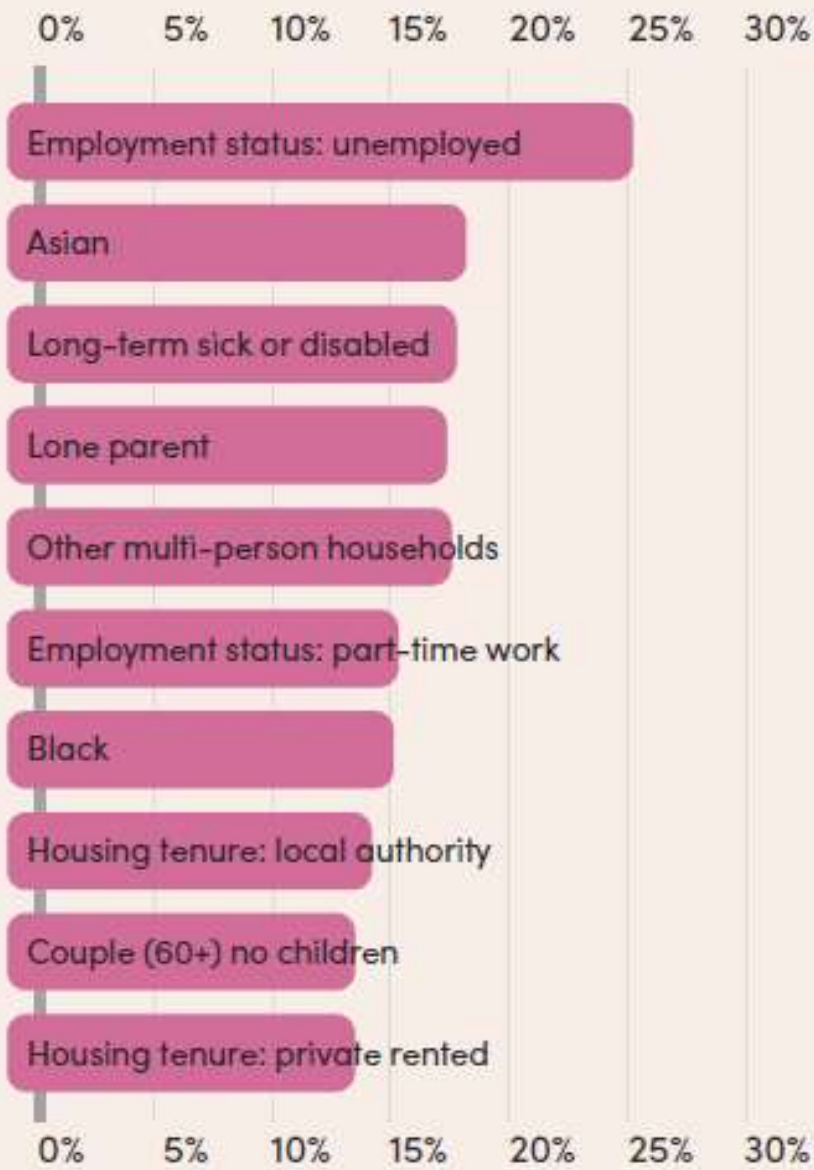 0% 5% 10% 15% 20% 25% 30%
Employment status: unemployed
Asian
Long-term sick or disabled
Lone parent
Other multi-person households
Employment status: part-time work
Black
Housing tenure: local authority
Couple (60+) no children
Housing tenure: private rented
0% 5% 10% 15% 20% 25% 30%